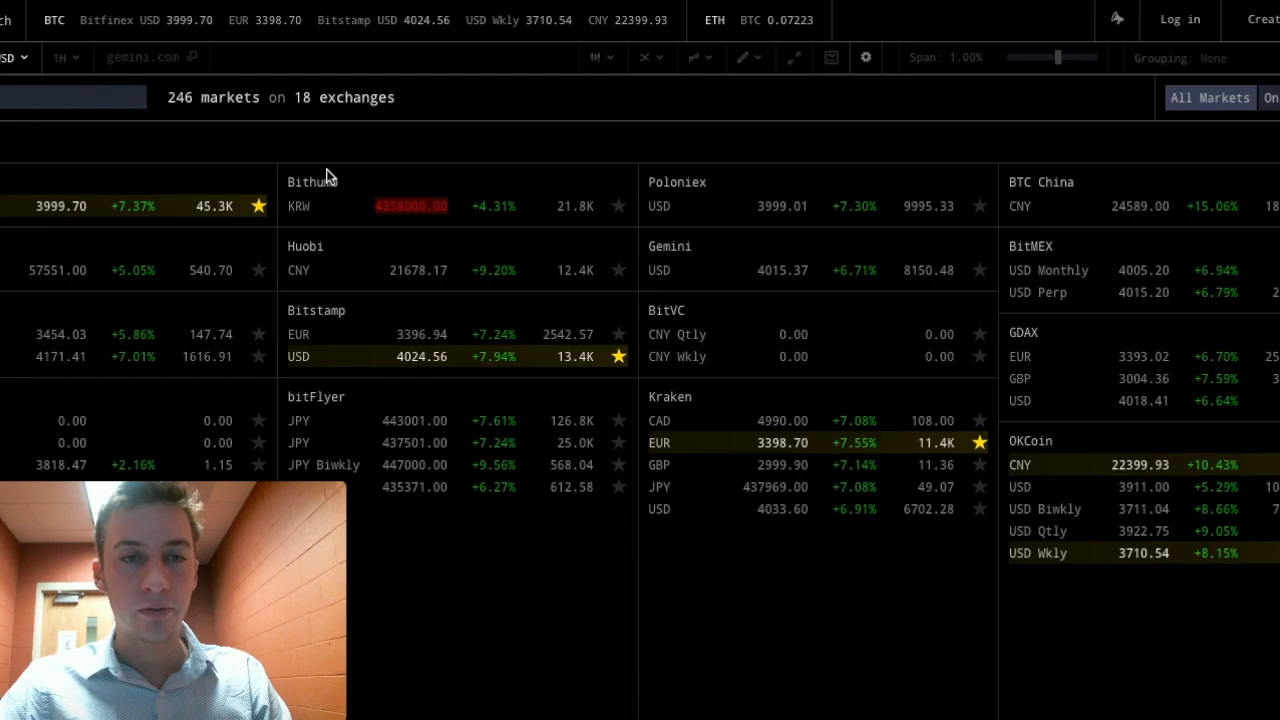 ch BTC Bitfinex USD 3999.70 EUR 3398.70 Bitstamp USD 4024.56 USD Wkly 3710.54 CNY 22399.93 ETH BTC 0.07223 Log in Creat
SD 1H gemini.com Span: 1.00% Grouping: None
246 markets on 18 exchanges All Markets On
3999.70 +7.37% 45.3K
57551.00 +5.05% 540.70
3454.03 +5.86% 147.74
4171.41 +7.01% 1616.91
0.00 0.00
0.00 0.00
3818.47 +2.16% 1.15
Bithumb
KRW 4358000.00 +4.31% 21.8K
Huobi
CNY 21678.17 +9.20% 12.4K
Bitstamp
EUR 3396.94 +7.24% 2542.57
USD 4024.56 +7.94% 13.4K
bitFlyer
JPY 443001.00 +7.61% 126.8K
JPY 437501.00 +7.24% 25.0K
JPY Biwkly 447000.00 +9.56% 568.04
435371.00 +6.27% 612.58
Poloniex
USD 3999.01 +7.30% 9995.33
Gemini
USD 4015.37 +6.71% 8150.48
BitVC
CNY Qtly 0.00 0.00
CNY Wkly 0.00 0.00
Kraken
CAD 4990.00 +7.08% 108.00
EUR 3398.70 +7.55% 11.4K
GBP 2999.90 +7.14% 11.36
JPY 437969.00 +7.08% 49.07
USD 4033.60 +6.91% 6702.28
BTC China
CNY 24589.00 +15.06% 18
BitMEX
USD Monthly 4005.20 +6.94%
USD Perp 4015.20 +6.79% 2
GDAX
EUR 3393.02 +6.70% 25
GBP 3004.36 +7.59% 3
USD 4018.41 +6.64%
OKCoin
CNY 22399.93 +10.43%
USD 3911.00 +5.29% 10
USD Biwkly 3711.04 +8.66% 7
USD Qtly 3922.75 +9.05%
USD Wkly 3710.54 +8.15%